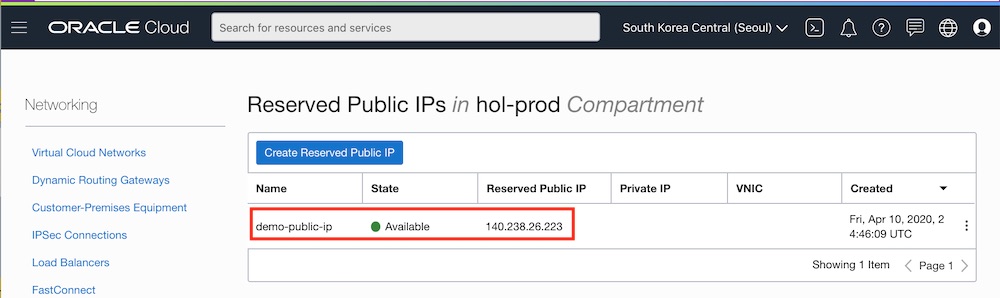 ORACLE Cloud
Search for resources and services
South Korea Central (Seoul)
Networking
Virtual Cloud Networks
Dynamic Routing Gateways
Customer-Premises Equipment
IPSec Connections
Load Balancers
FastConnect
Reserved Public IPs in hol-prod Compartment
Create Reserved Public IP
Name State Reserved Public IP Private IP VNIC Created
demo-public-ip Available 140.238.26.223 Fri, Apr 10, 2020, 2
4:46:09 UTC
Showing 1 Item Page 1